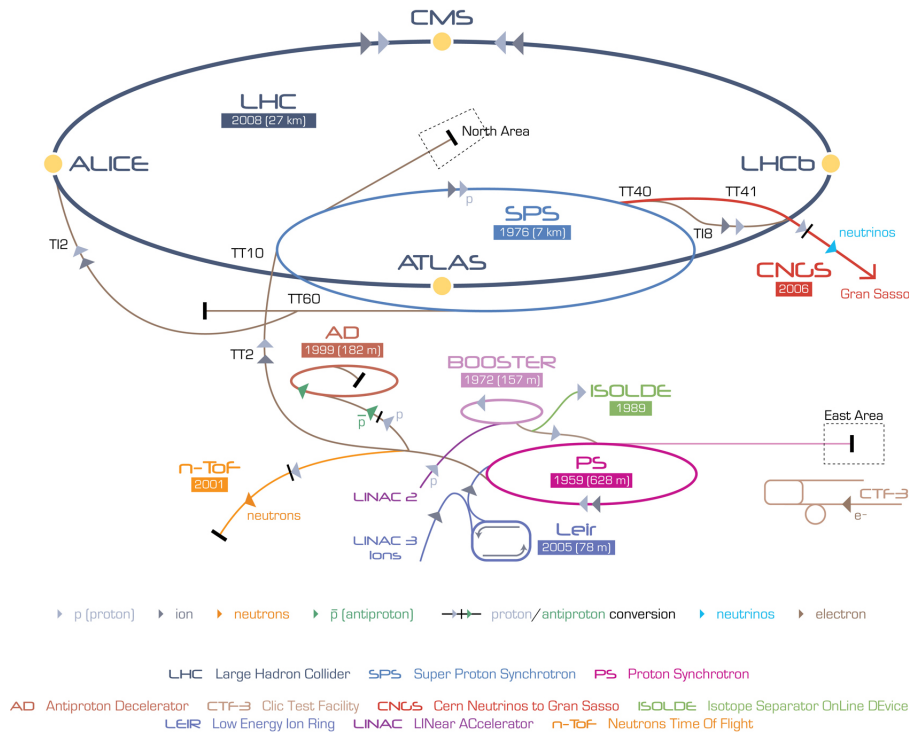 CMS
LHC
2008 (27 km)
North Area
ALICE
LHCb
TT40
TT41
p
SPS
1976 (7 km)
TI8
neutrinos
TI2
TT10
ATLAS
CNGS
2006
Gran Sasso
TT60
AD
1999 (182 m)
TT2
BOOSTER
1972 (157 m)
ISOLDE
1989
p̄
p
East Area
n-ToF
2001
p
PS
1959 (628 m)
LINAC 2
neutrons
CTF-3
e-
LINAC 3
Ions
Leir
2005 (78 m)
p (proton)
ion
neutrons
p̄ (antiproton)
proton/antiproton conversion
neutrinos
electron
LHC Large Hadron Collider
SPS Super Proton Synchrotron
PS Proton Synchrotron
AD Antiproton Decelerator
CTF-3 Clic Test Facility
CNGS Cern Neutrinos to Gran Sasso
ISOLDE Isotope Separator OnLine DEvice
LEIR Low Energy Ion Ring
LINAC LINear ACcelerator
n-ToF Neutrons Time Of Flight